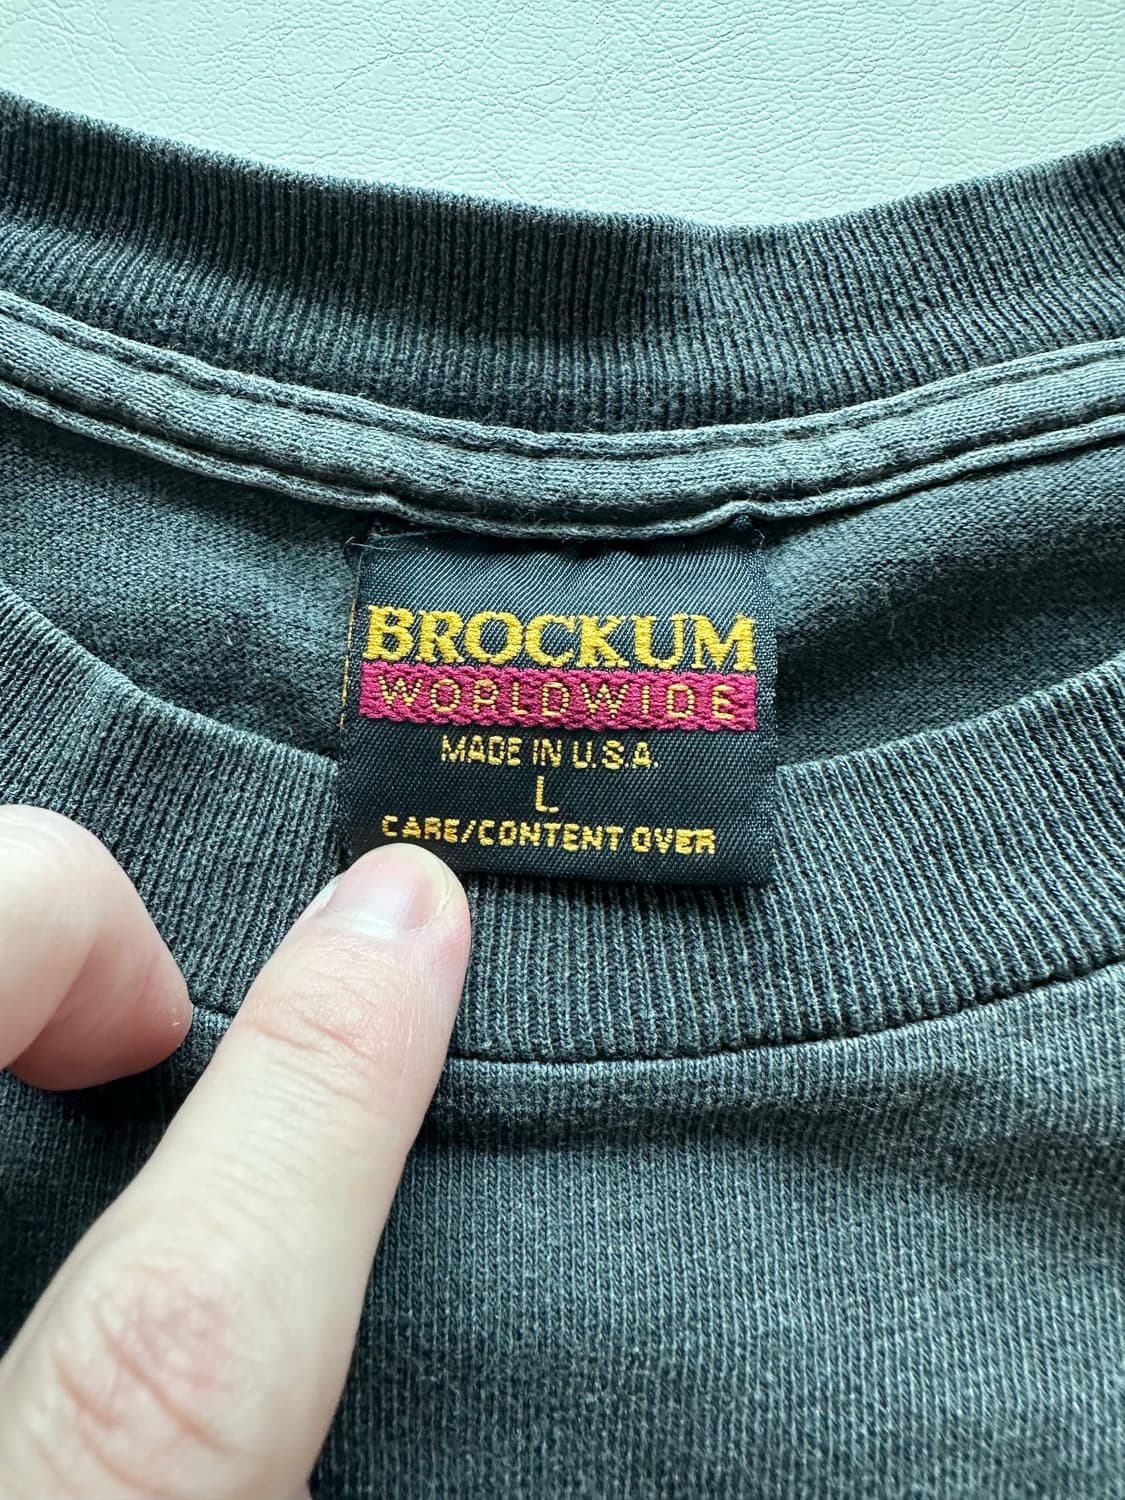 BROCKUM
WORLDWIDE
MADE IN U.S.A.
L
CARE/CONTENT OVER